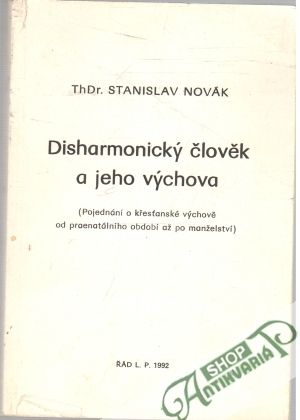 ThDr. STANISLAV NOVÁK
Disharmonický člověk
a jeho výchova
(Pojednání o křesťanské výchově
od praenatálního období až po manželství)
ŘÁD L. P. 1992
SHOP
ANTIKVARIÁT